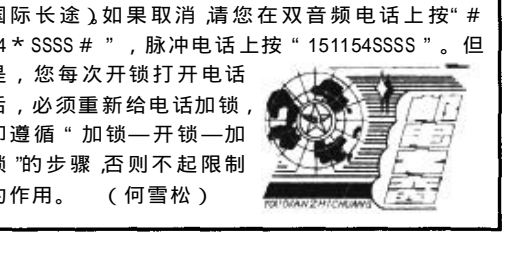 国际长途),如果取消,请您在双音频电话上按“#
4*SSSS#”,脉冲电话上按“151154SSSS”。但
是,您每次开锁打开电话
后,必须重新给电话加锁,
即遵循“加锁—开锁—加
锁”的步骤,否则不起限制
的作用。 (何雪松)
YOUDIANZHICHUANG